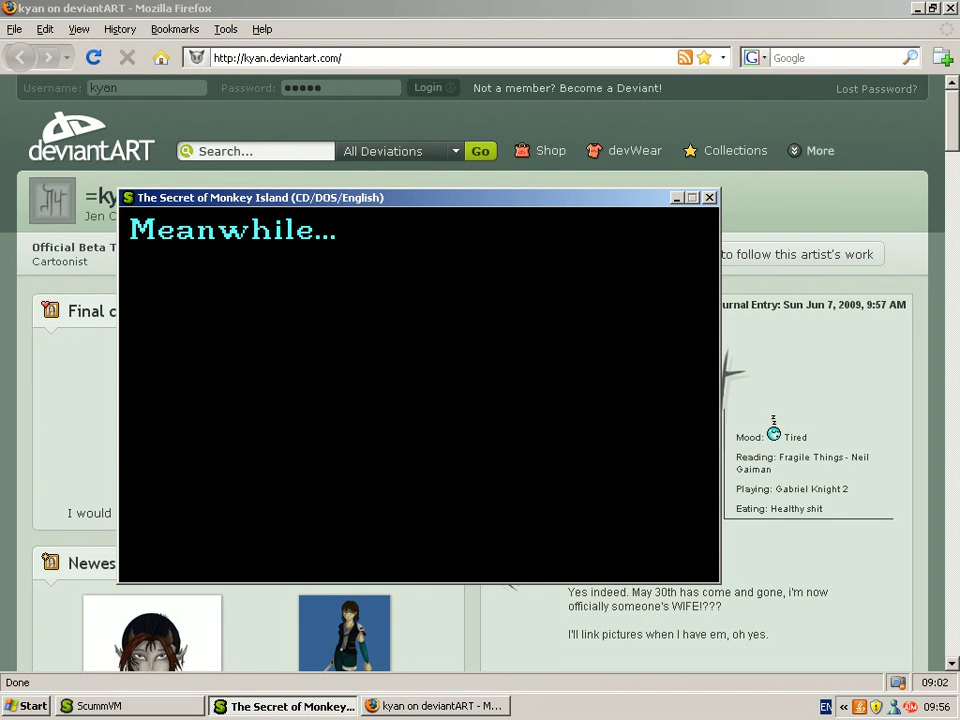 kyan on deviantART - Mozilla Firefox
File Edit View History Bookmarks Tools Help
http://kyan.deviantart.com/
Google
Username: kyan Password: ●●●●● Login Not a member? Become a Deviant! Lost Password?
deviantART
Search... All Deviations Go Shop devWear Collections More
Jen
Official Beta
Cartoonist
to follow this artist's work
The Secret of Monkey Island (CD/DOS/English)
Meanwhile...
Final
Journal Entry: Sun Jun 7, 2009, 9:57 AM
Mood: Tired
Reading: Fragile Things - Neil
Gaiman
Playing: Gabriel Knight 2
Eating: Healthy shit
I would
Newes
Yes indeed. May 30th has come and gone, i'm now
officially someone's WIFE!???
I'll link pictures when I have em, oh yes.
Done 09:02
Start ScummVM The Secret of Monkey... kyan on deviantART - M... EN 09:56